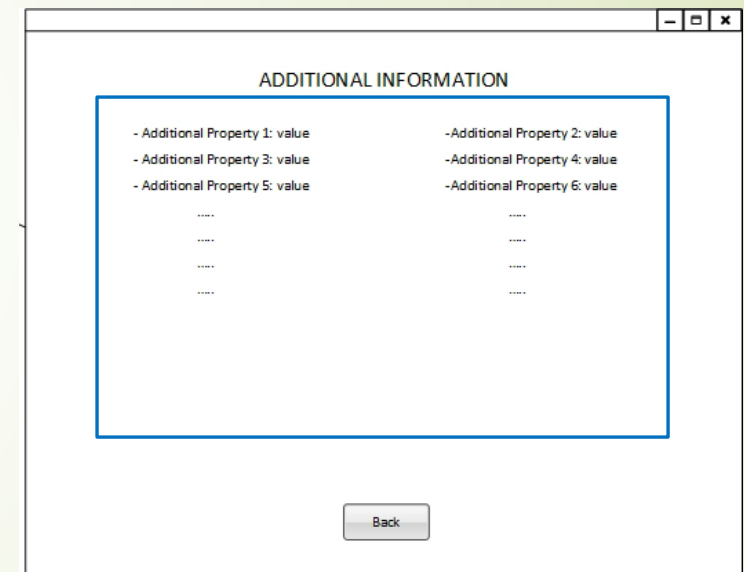 ADDITIONAL INFORMATION
- Additional Property 1: value -Additional Property 2: value
- Additional Property 3: value -Additional Property 4: value
- Additional Property 5: value -Additional Property 6: value
..... .....
..... .....
..... .....
..... .....
Back